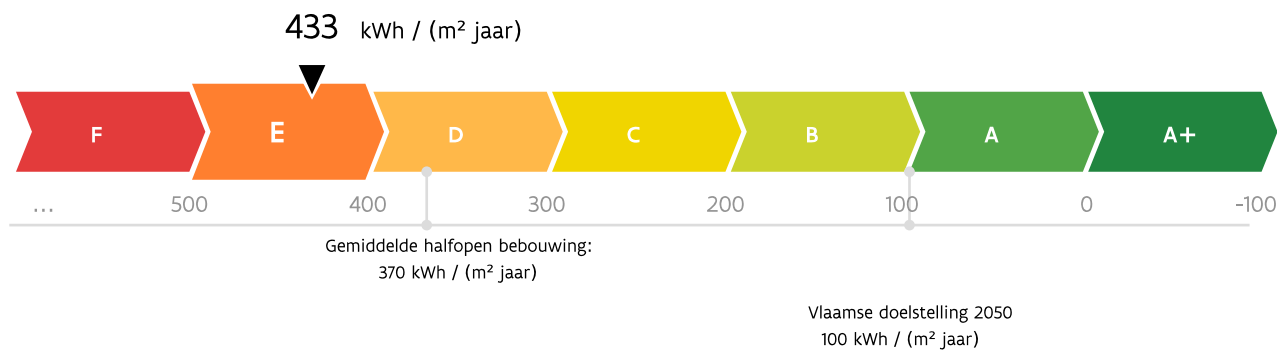 433 kWh / (m² jaar)
F E D C B A A+
... 500 400 300 200 100 0 -100
Gemiddelde halfopen bebouwing:
370 kWh / (m² jaar)
Vlaamse doelstelling 2050
100 kWh / (m² jaar)